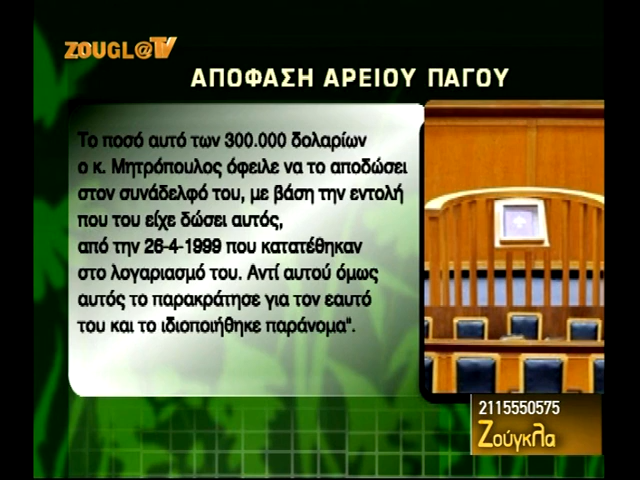 ZOUGL@TV
ΑΠΟΦΑΣΗ ΑΡΕΙΟΥ ΠΑΓΟΥ
Το ποσό αυτό των 300.000 δολαρίων
ο κ. Μητρόπουλος όφειλε να το αποδώσει
στον συνάδελφό του, με βάση την εντολή
που του είχε δώσει αυτός,
από την 26-4-1999 που κατατέθηκαν
στο λογαριασμό του. Αντί αυτού όμως
αυτός το παρακράτησε για τον εαυτό
του και το ιδιοποιήθηκε παράνομα".
2115550575
Ζούγκλα